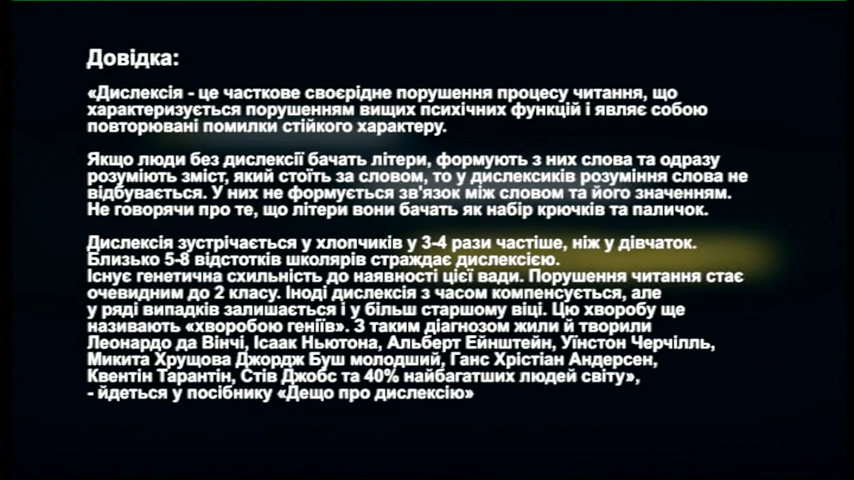 Довідка:
«Дислексія - це часткове своєрідне порушення процесу читання, що
характеризується порушенням вищих психічних функцій і являє собою
повторювані помилки стійкого характеру.
Якщо люди без дислексії бачать літери, формують з них слова та одразу
розуміють зміст, який стоїть за словом, то у дислексиків розуміння слова не
відбувається. У них не формується зв'язок між словом та його значенням.
Не говорячи про те, що літери вони бачать як набір крючків та паличок.
Дислексія зустрічається у хлопчиків у 3-4 рази частіше, ніж у дівчаток.
Близько 5-8 відстотків школярів страждає дислексією.
Існує генетична схильність до наявності цієї вади. Порушення читання стає
очевидним до 2 класу. Іноді дислексія з часом компенсується, але
у ряді випадків залишається і у більш старшому віці. Цю хворобу ще
називають «хворобою геніїв». З таким діагнозом жили й творили
Леонардо да Вінчі, Ісаак Ньютона, Альберт Ейнштейн, Уїнстон Черчілль,
Микита Хрущова Джордж Буш молодший, Ганс Хрістіан Андерсен,
Квентін Тарантін, Стів Джобс та 40% найбагатших людей світу»,
- йдеться у посібнику «Дещо про дислексію»